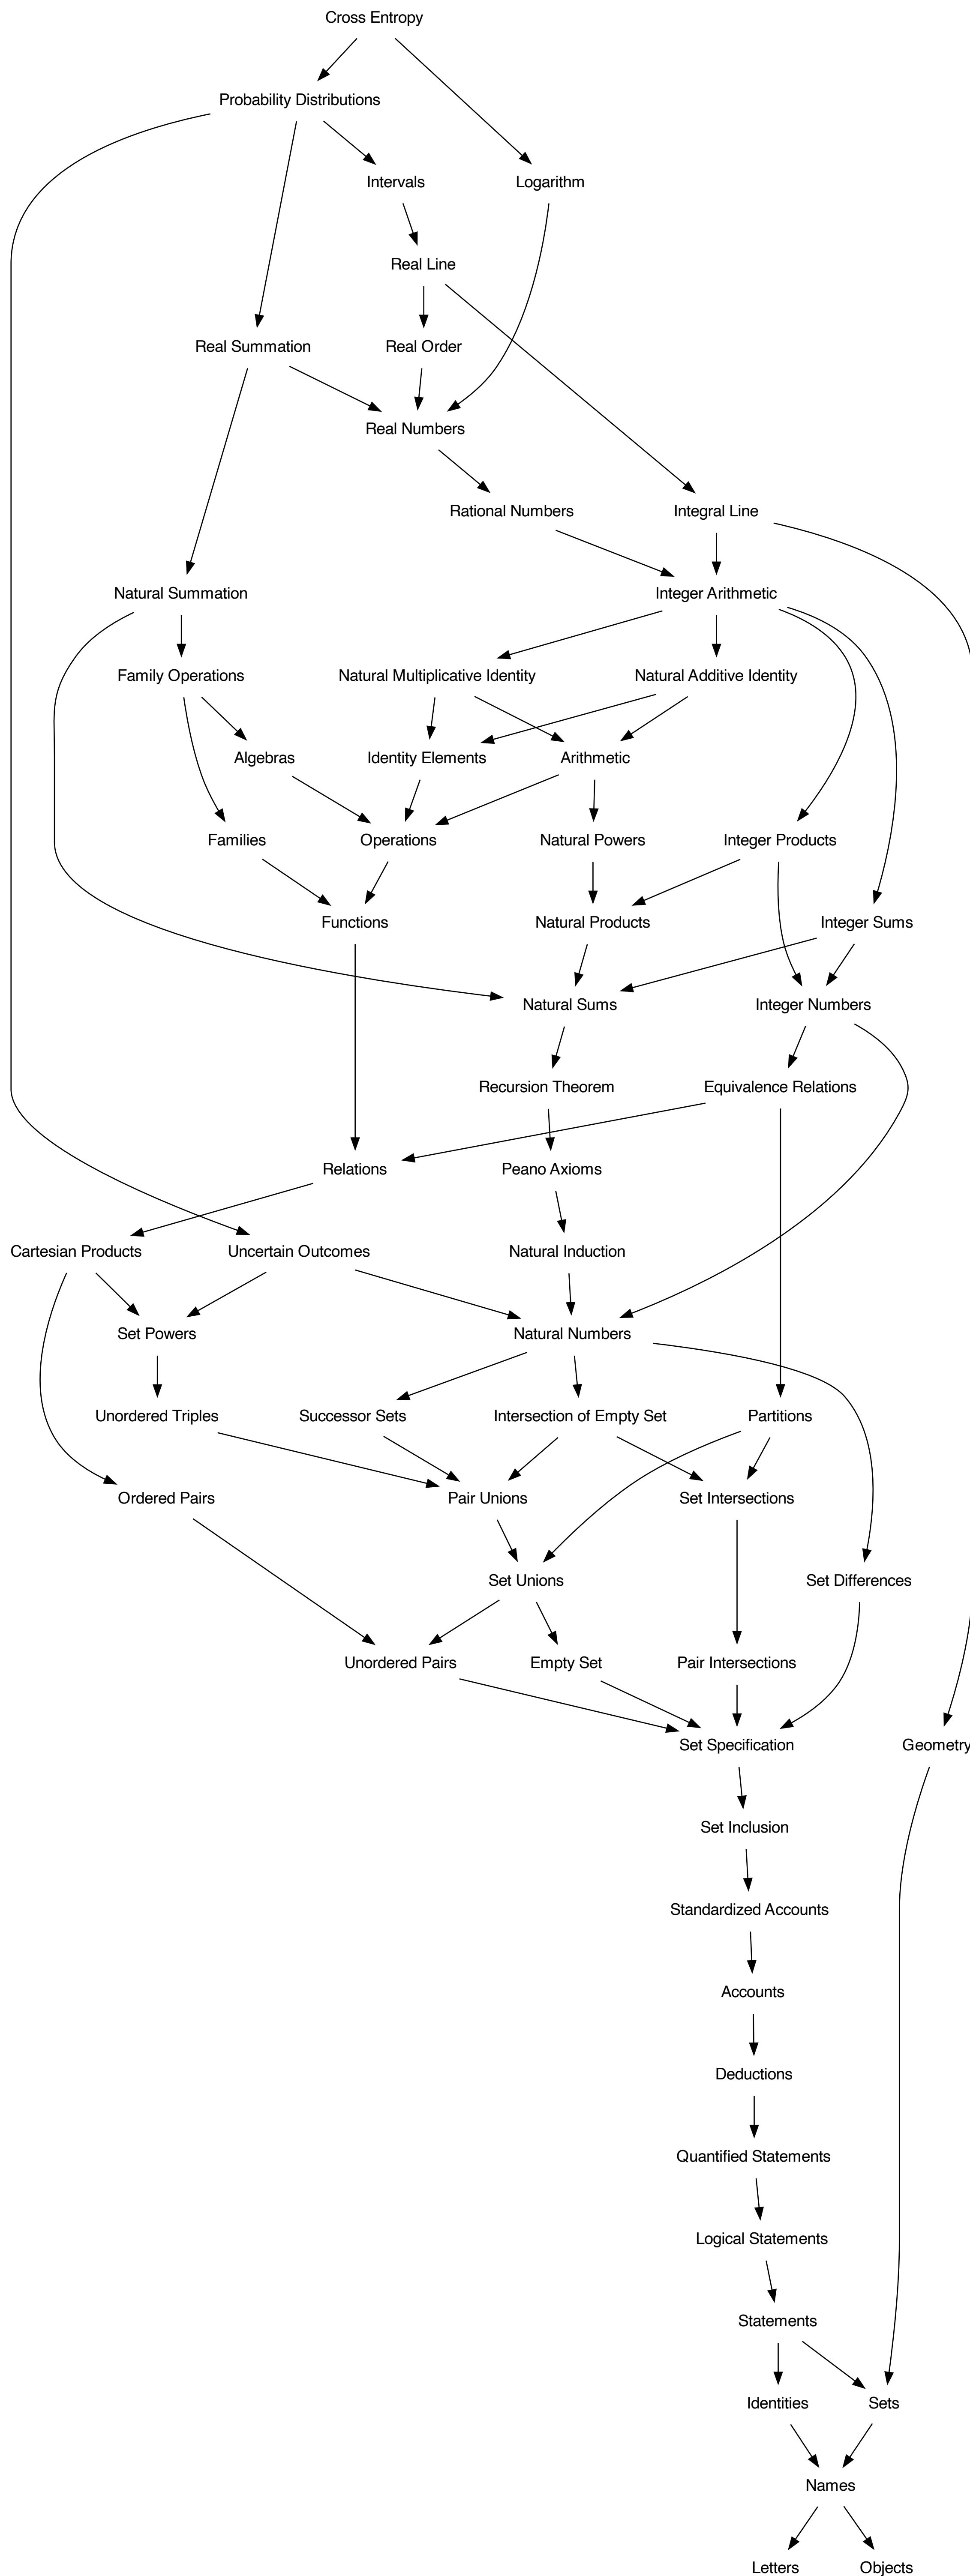 Cross Entropy
Probability Distributions
Intervals
Logarithm
Real Line
Real Summation
Real Order
Real Numbers
Rational Numbers
Integral Line
Natural Summation
Integer Arithmetic
Family Operations
Natural Multiplicative Identity
Natural Additive Identity
Algebras
Identity Elements
Arithmetic
Families
Operations
Natural Powers
Integer Products
Functions
Natural Products
Integer Sums
Natural Sums
Integer Numbers
Recursion Theorem
Equivalence Relations
Relations
Peano Axioms
Cartesian Products
Uncertain Outcomes
Natural Induction
Set Powers
Natural Numbers
Unordered Triples
Successor Sets
Intersection of Empty Set
Partitions
Ordered Pairs
Pair Unions
Set Intersections
Set Unions
Set Differences
Unordered Pairs
Empty Set
Pair Intersections
Set Specification
Geometry
Set Inclusion
Standardized Accounts
Accounts
Deductions
Quantified Statements
Logical Statements
Statements
Identities
Sets
Names
Letters
Objects